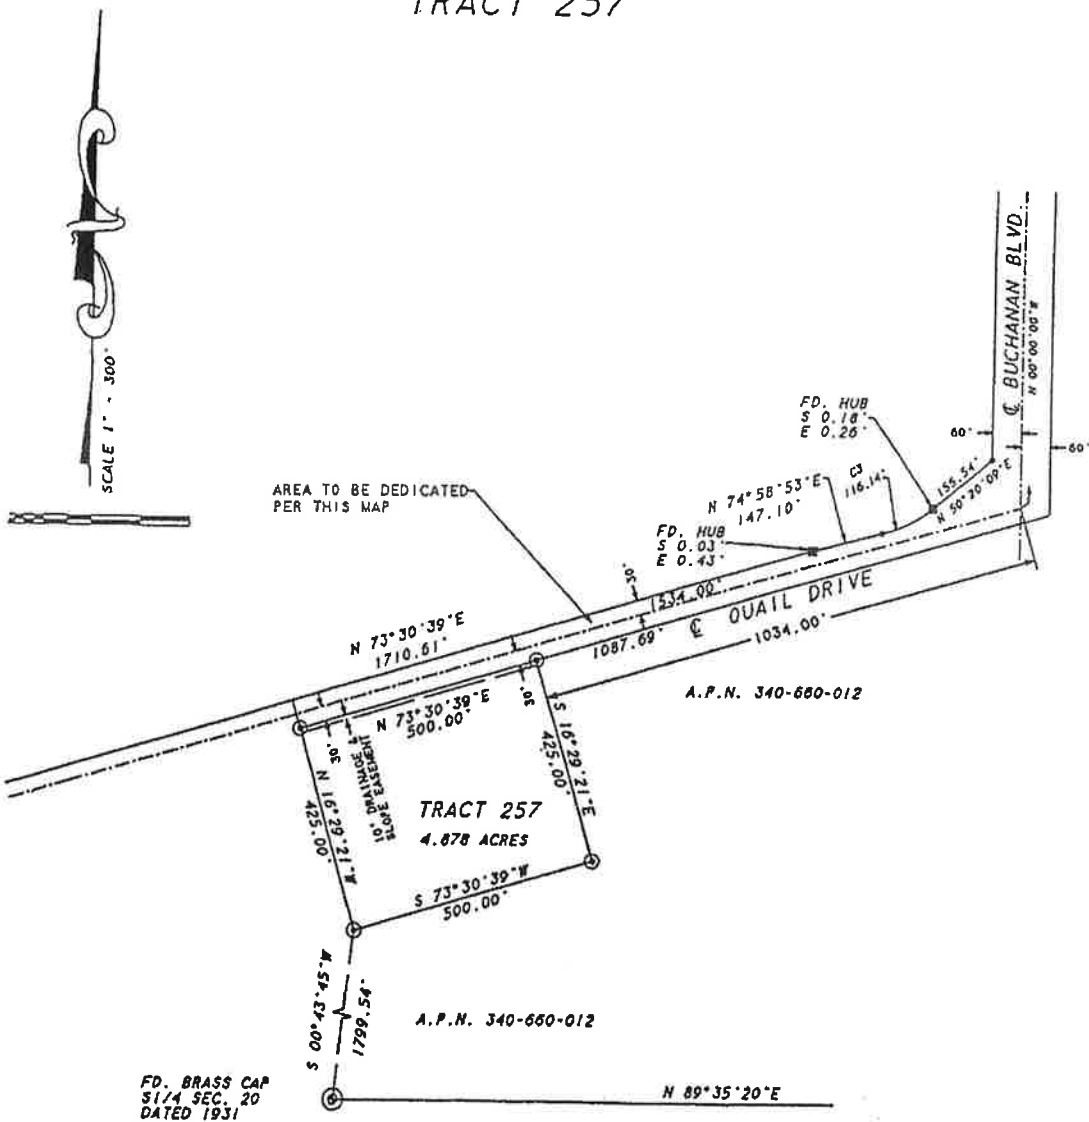 TRACT 257
SCALE 1" - 300'
AREA TO BE DEDICATED
PER THIS MAP
FD. HUB
S 0.18'
E 0.26'
℄ BUCHANAN BLVD.
60'
60'
155.54'
N 50°20'09"E
C3
116.14'
N 74°58'53"E
147.10'
FD. HUB
S 0.03'
E 0.43'
30'
1534.00'
℄ QUAIL DRIVE
1087.69'
1034.00'
N 73°30'39"E
1710.61'
A.P.N. 340-660-012
N 73°30'39"E
500.00'
30'
30'
10' DRAINAGE &
SLOPE EASEMENT
S 16°29'21"E
425.00'
N 16°29'21"W
425.00'
TRACT 257
4.878 ACRES
S 73°30'39"W
500.00'
S 00°43'45"W
1799.54'
A.P.N. 340-660-012
FD. BRASS CAP
S1/4 SEC. 20
DATED 1931
N 89°35'20"E